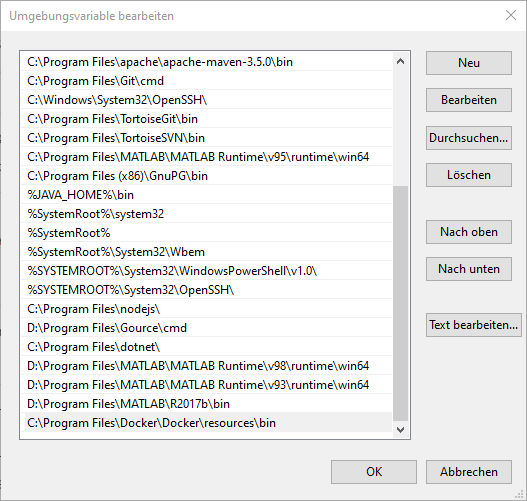 Umgebungsvariable bearbeiten
C:\Program Files\apache\apache-maven-3.5.0\bin
C:\Program Files\Git\cmd
C:\Windows\System32\OpenSSH\
C:\Program Files\TortoiseGit\bin
C:\Program Files\TortoiseSVN\bin
C:\Program Files\MATLAB\MATLAB Runtime\v95\runtime\win64
C:\Program Files (x86)\GnuPG\bin
%JAVA_HOME%\bin
%SystemRoot%\system32
%SystemRoot%
%SystemRoot%\System32\Wbem
%SYSTEMROOT%\System32\WindowsPowerShell\v1.0\
%SYSTEMROOT%\System32\OpenSSH\
C:\Program Files\nodejs\
D:\Program Files\Gource\cmd
C:\Program Files\dotnet\
D:\Program Files\MATLAB\MATLAB Runtime\v98\runtime\win64
D:\Program Files\MATLAB\MATLAB Runtime\v93\runtime\win64
D:\Program Files\MATLAB\R2017b\bin
C:\Program Files\Docker\Docker\resources\bin
Neu
Bearbeiten
Durchsuchen...
Löschen
Nach oben
Nach unten
Text bearbeiten...
OK
Abbrechen